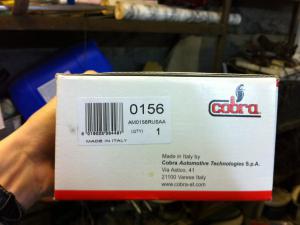 0156
cobra
AM0156RUSAA
(QTY) 1
MADE IN ITALY
Made in Italy by
Cobra Automotive Technologies S.p.A.
Via Astico, 41
21100 Varese Italy
www.cobra-at.com